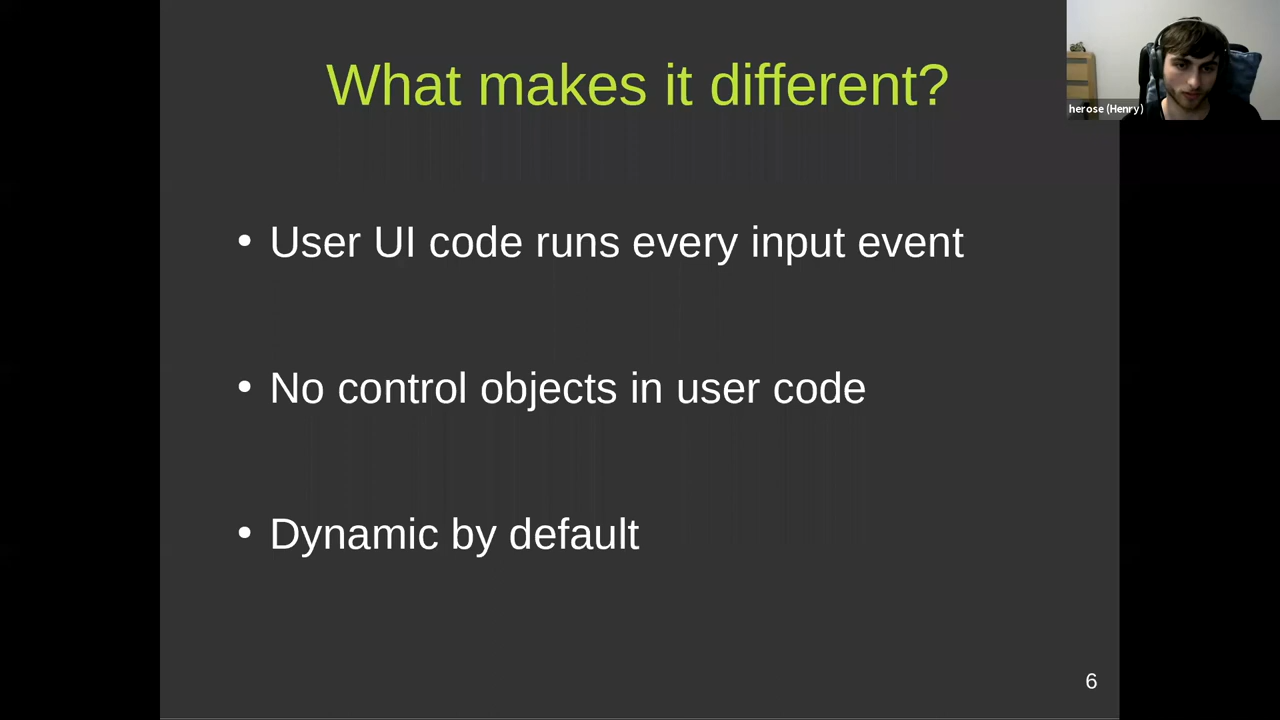 What makes it different?
herose (Henry)
• User UI code runs every input event
• No control objects in user code
• Dynamic by default
6